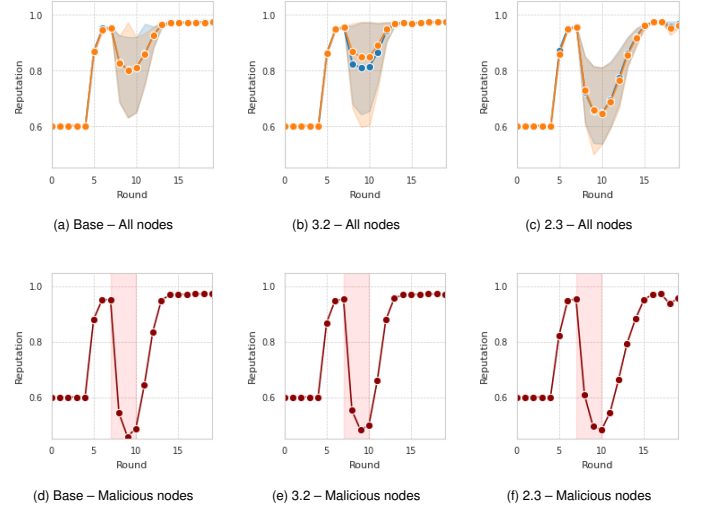 1.0
0.8
0.6
Reputation
0 5 10 15
Round
(a) Base – All nodes
1.0
0.8
0.6
Reputation
0 5 10 15
Round
(b) 3.2 – All nodes
1.0
0.8
0.6
Reputation
0 5 10 15
Round
(c) 2.3 – All nodes
1.0
0.8
0.6
Reputation
0 5 10 15
Round
(d) Base – Malicious nodes
1.0
0.8
0.6
Reputation
0 5 10 15
Round
(e) 3.2 – Malicious nodes
1.0
0.8
0.6
Reputation
0 5 10 15
Round
(f) 2.3 – Malicious nodes